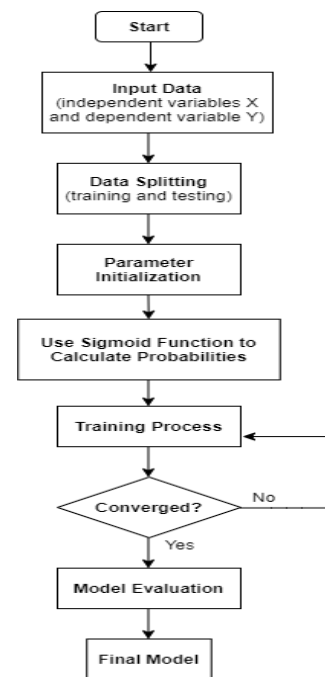 Start
Input Data
(independent variables X
and dependent variable Y)
Data Splitting
(training and testing)
Parameter
Initialization
Use Sigmoid Function to
Calculate Probabilities
Training Process
Converged?
No
Yes
Model Evaluation
Final Model